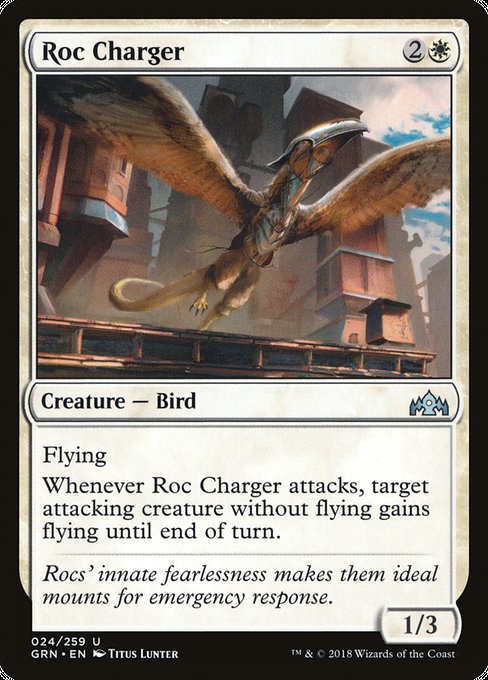 Roc Charger 2
Creature — Bird
Flying
Whenever Roc Charger attacks, target
attacking creature without flying gains
flying until end of turn.
Rocs' innate fearlessness makes them ideal
mounts for emergency response.
1/3
024/259 U
GRN • EN Titus Lunter
™ & © 2018 Wizards of the Coast